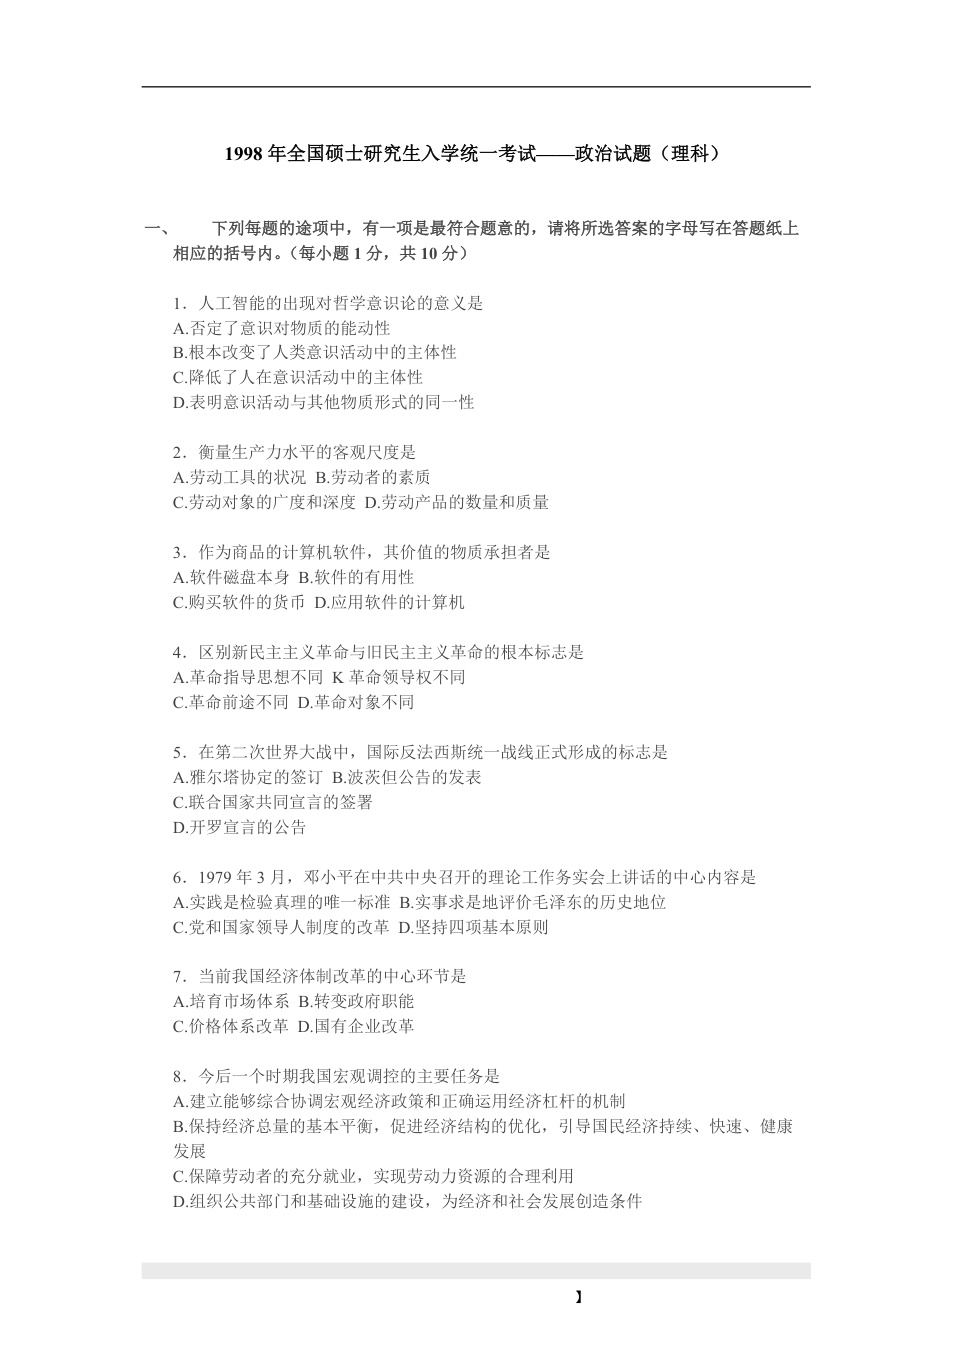 1998 年全国硕士研究生入学统一考试——政治试题（理科）
一、 下列每题的途项中，有一项是最符合题意的，请将所选答案的字母写在答题纸上
相应的括号内。（每小题 1 分，共 10 分）
1．人工智能的出现对哲学意识论的意义是
A.否定了意识对物质的能动性
B.根本改变了人类意识活动中的主体性
C.降低了人在意识活动中的主体性
D.表明意识活动与其他物质形式的同一性
2．衡量生产力水平的客观尺度是
A.劳动工具的状况 B.劳动者的素质
C.劳动对象的广度和深度 D.劳动产品的数量和质量
3．作为商品的计算机软件，其价值的物质承担者是
A.软件磁盘本身 B.软件的有用性
C.购买软件的货币 D.应用软件的计算机
4．区别新民主主义革命与旧民主主义革命的根本标志是
A.革命指导思想不同 K 革命领导权不同
C.革命前途不同 D.革命对象不同
5．在第二次世界大战中，国际反法西斯统一战线正式形成的标志是
A.雅尔塔协定的签订 B.波茨但公告的发表
C.联合国家共同宣言的签署
D.开罗宣言的公告
6．1979 年 3 月，邓小平在中共中央召开的理论工作务实会上讲话的中心内容是
A.实践是检验真理的唯一标准 B.实事求是地评价毛泽东的历史地位
C.党和国家领导人制度的改革 D.坚持四项基本原则
7．当前我国经济体制改革的中心环节是
A.培育市场体系 B.转变政府职能
C.价格体系改革 D.国有企业改革
8．今后一个时期我国宏观调控的主要任务是
A.建立能够综合协调宏观经济政策和正确运用经济杠杆的机制
B.保持经济总量的基本平衡，促进经济结构的优化，引导国民经济持续、快速、健康
发展
C.保障劳动者的充分就业，实现劳动力资源的合理利用
D.组织公共部门和基础设施的建设，为经济和社会发展创造条件
】